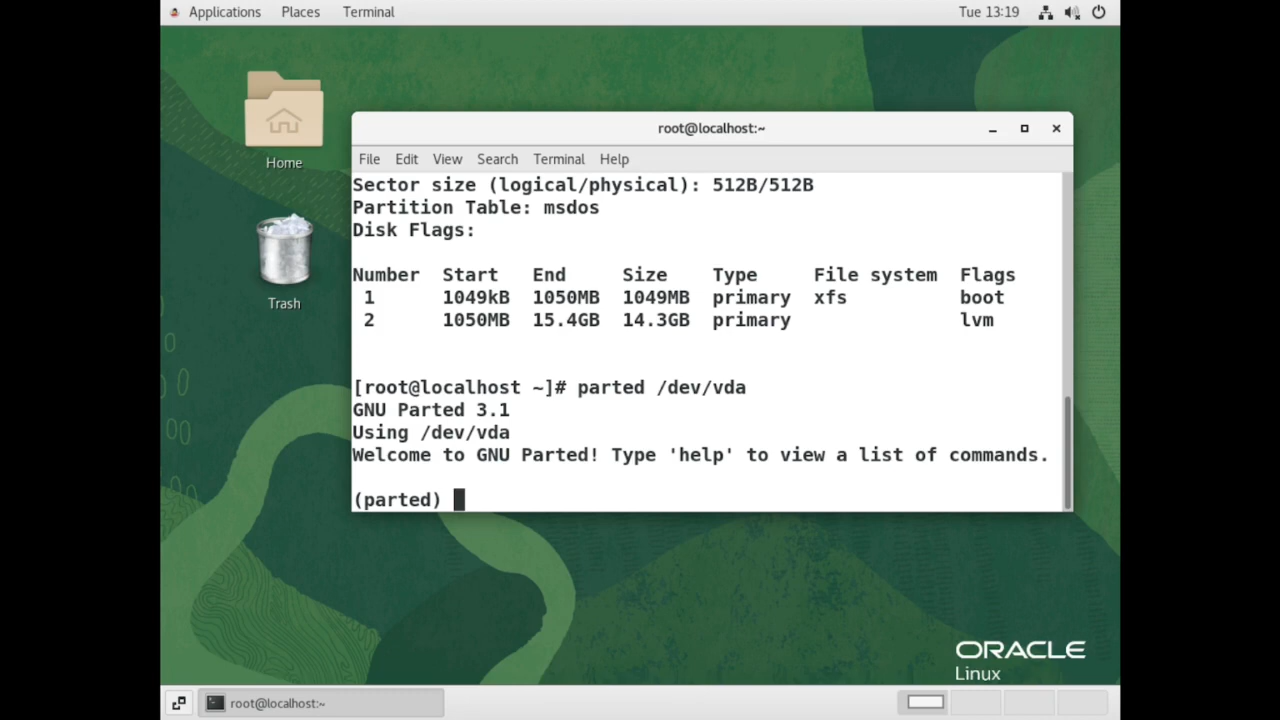 Applications Places Terminal Tue 13:19
Home
Trash
root@localhost:~
File Edit View Search Terminal Help
Sector size (logical/physical): 512B/512B
Partition Table: msdos
Disk Flags:
Number Start End Size Type File system Flags
1 1049kB 1050MB 1049MB primary xfs boot
2 1050MB 15.4GB 14.3GB primary lvm
[root@localhost ~]# parted /dev/vda
GNU Parted 3.1
Using /dev/vda
Welcome to GNU Parted! Type 'help' to view a list of commands.
(parted)
ORACLE
Linux
root@localhost:~